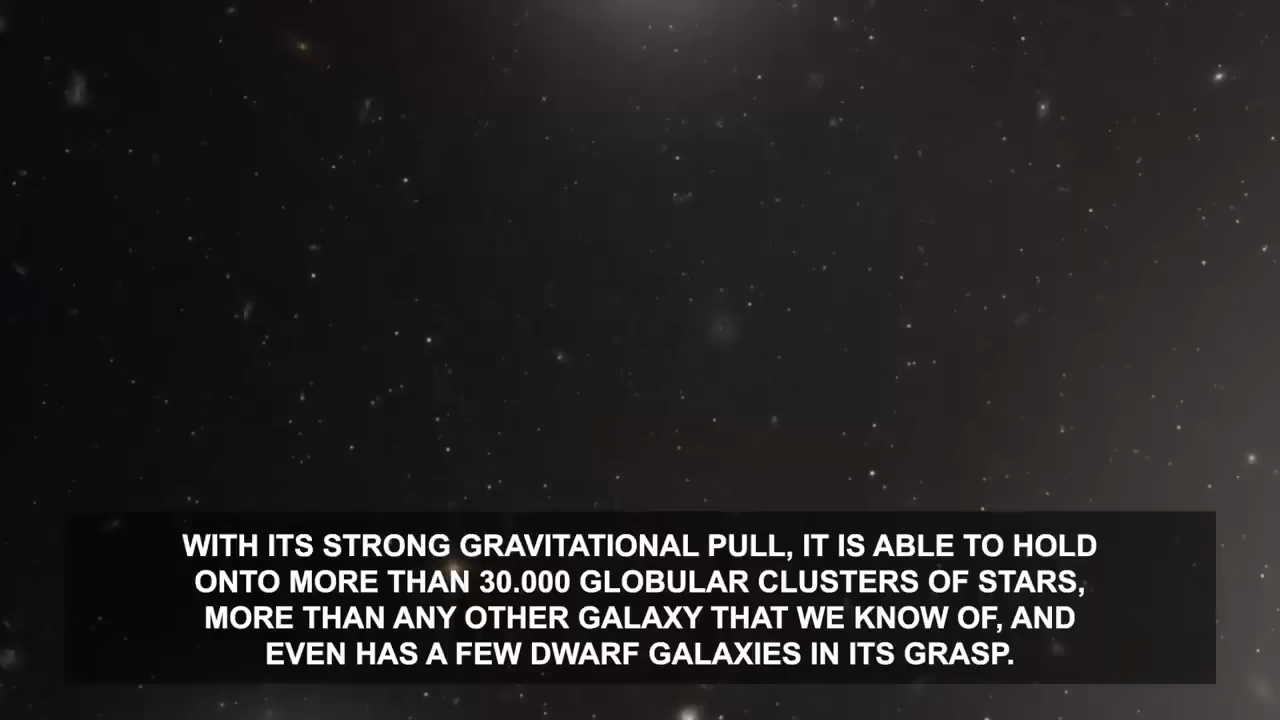 WITH ITS STRONG GRAVITATIONAL PULL, IT IS ABLE TO HOLD
ONTO MORE THAN 30.000 GLOBULAR CLUSTERS OF STARS,
MORE THAN ANY OTHER GALAXY THAT WE KNOW OF, AND
EVEN HAS A FEW DWARF GALAXIES IN ITS GRASP.